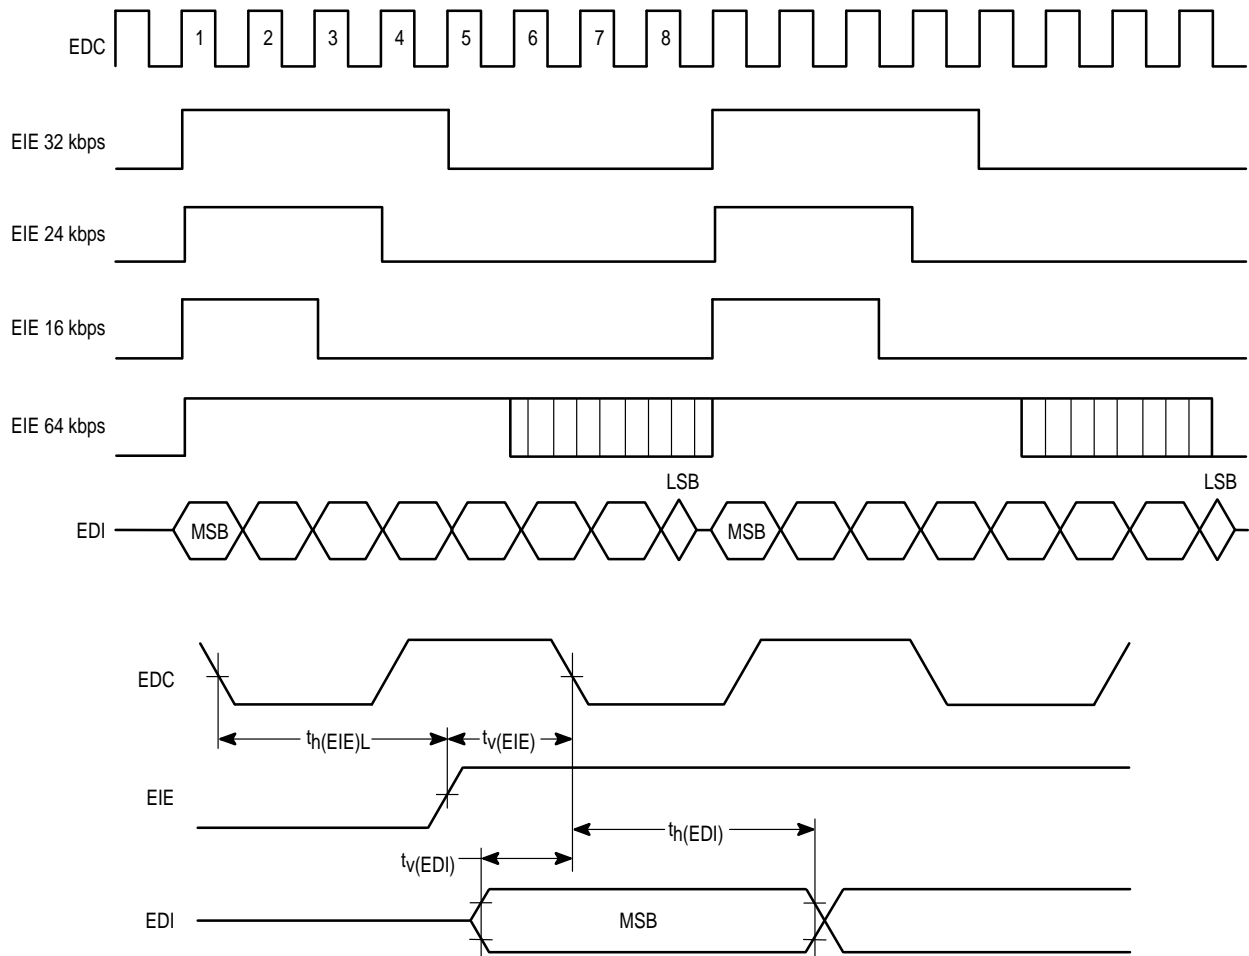 EDC 1 2 3 4 5 6 7 8
EIE 32 kbps
EIE 24 kbps
EIE 16 kbps
EIE 64 kbps
LSB LSB
EDI MSB MSB
EDC
th(EIE)L tv(EIE)
EIE
th(EDI)
tv(EDI)
EDI MSB